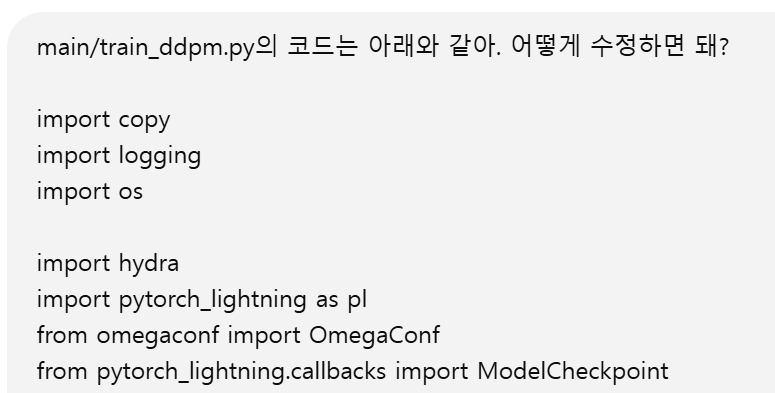 main/train_ddpm.py의 코드는 아래와 같아. 어떻게 수정하면 돼?
import copy
import logging
import os
import hydra
import pytorch_lightning as pl
from omegaconf import OmegaConf
from pytorch_lightning.callbacks import ModelCheckpoint